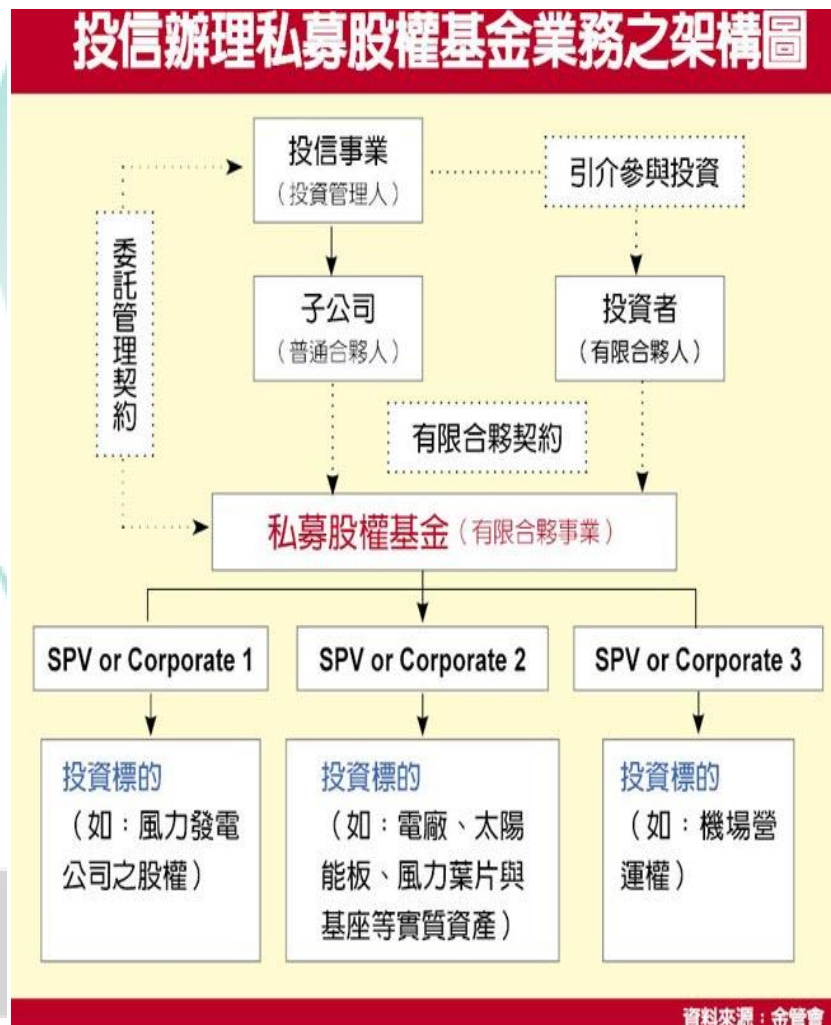 投信辦理私募股權基金業務之架構圖
投信事業
（投資管理人）
引介參與投資
委託管理契約
子公司
（普通合夥人）
投資者
（有限合夥人）
有限合夥契約
私募股權基金（有限合夥事業）
SPV or Corporate 1
SPV or Corporate 2
SPV or Corporate 3
投資標的
（如：風力發電
公司之股權）
投資標的
（如：電廠、太陽
能板、風力葉片與
基座等實質資產）
投資標的
（如：機場營
運權）
資料來源：金管會